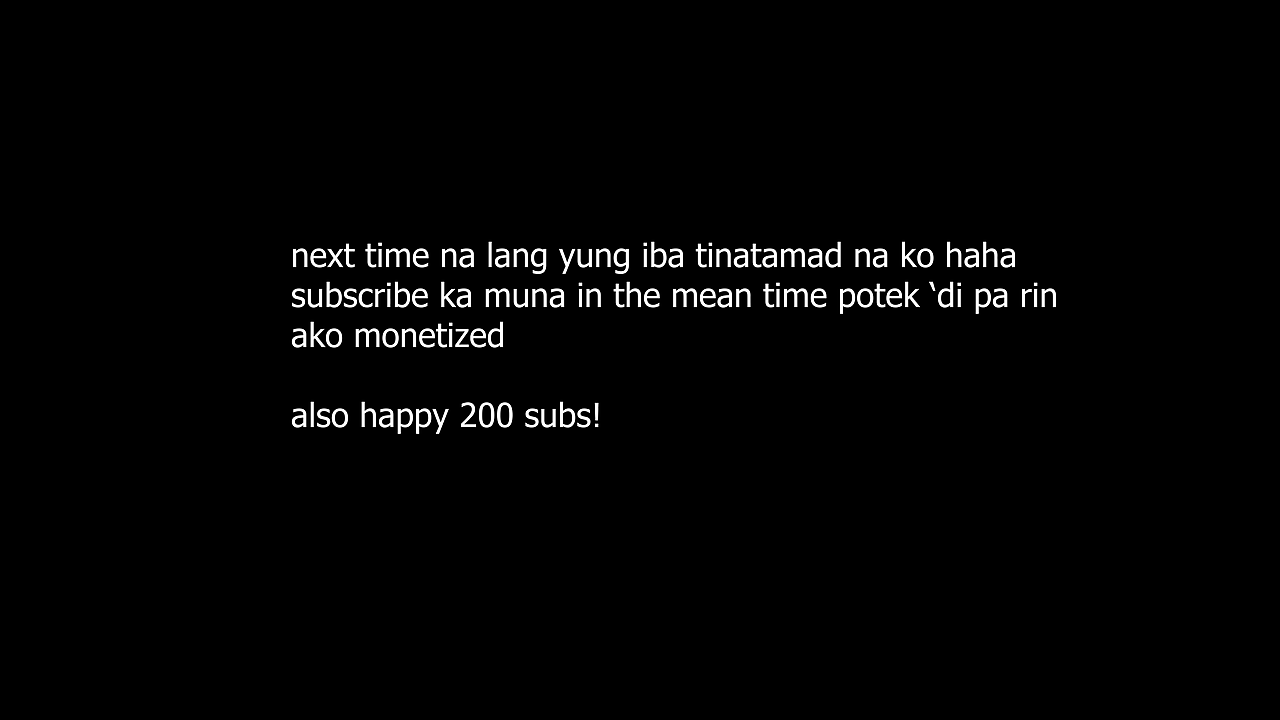 next time na lang yung iba tinatamad na ko haha
subscribe ka muna in the mean time potek ‘di pa rin
ako monetized
also happy 200 subs!